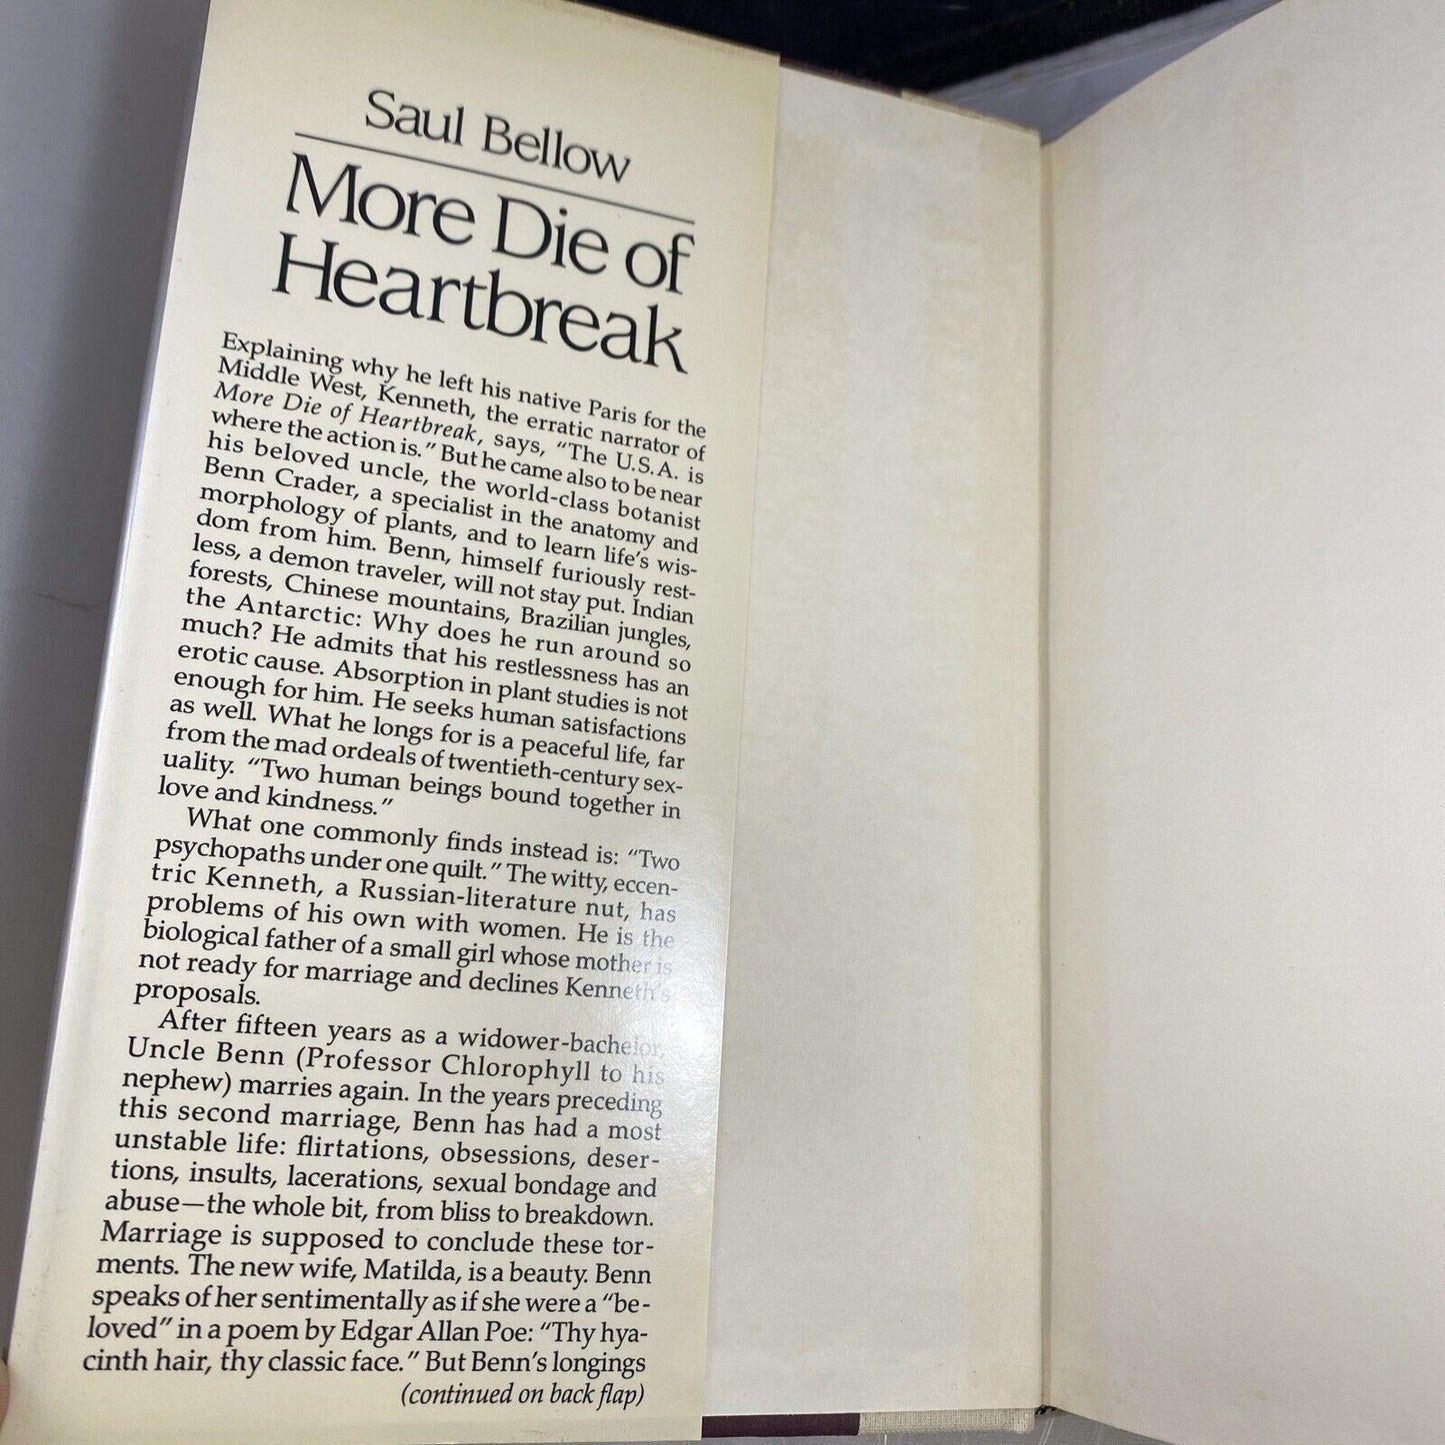 Saul Bellow
More Die of
Heartbreak
Explaining why he left his native Paris for the
Middle West, Kenneth, the erratic narrator of
More Die of Heartbreak, says, "The U.S.A. is
where the action is." But he came also to be near
his beloved uncle, the world-class botanist
Benn Crader, a specialist in the anatomy and
morphology of plants, and to learn life's wis-
dom from him. Benn, himself furiously rest-
less, a demon traveler, will not stay put. Indian
forests, Chinese mountains, Brazilian jungles,
the Antarctic: Why does he run around so
much? He admits that his restlessness has an
erotic cause. Absorption in plant studies is not
enough for him. He seeks human satisfactions
as well. What he longs for is a peaceful life, far
from the mad ordeals of twentieth-century sex-
uality. "Two human beings bound together in
love and kindness."
What one commonly finds instead is: "Two
psychopaths under one quilt." The witty, eccen-
tric Kenneth, a Russian-literature nut, has
problems of his own with women. He is the
biological father of a small girl whose mother is
not ready for marriage and declines Kenneth's
proposals.
After fifteen years as a widower-bachelor,
Uncle Benn (Professor Chlorophyll to his
nephew) marries again. In the years preceding
this second marriage, Benn has had a most
unstable life: flirtations, obsessions, deser-
tions, insults, lacerations, sexual bondage and
abuse—the whole bit, from bliss to breakdown.
Marriage is supposed to conclude these tor-
ments. The new wife, Matilda, is a beauty. Benn
speaks of her sentimentally as if she were a "be-
loved" in a poem by Edgar Allan Poe: "Thy hya-
cinth hair, thy classic face." But Benn's longings
(continued on back flap)